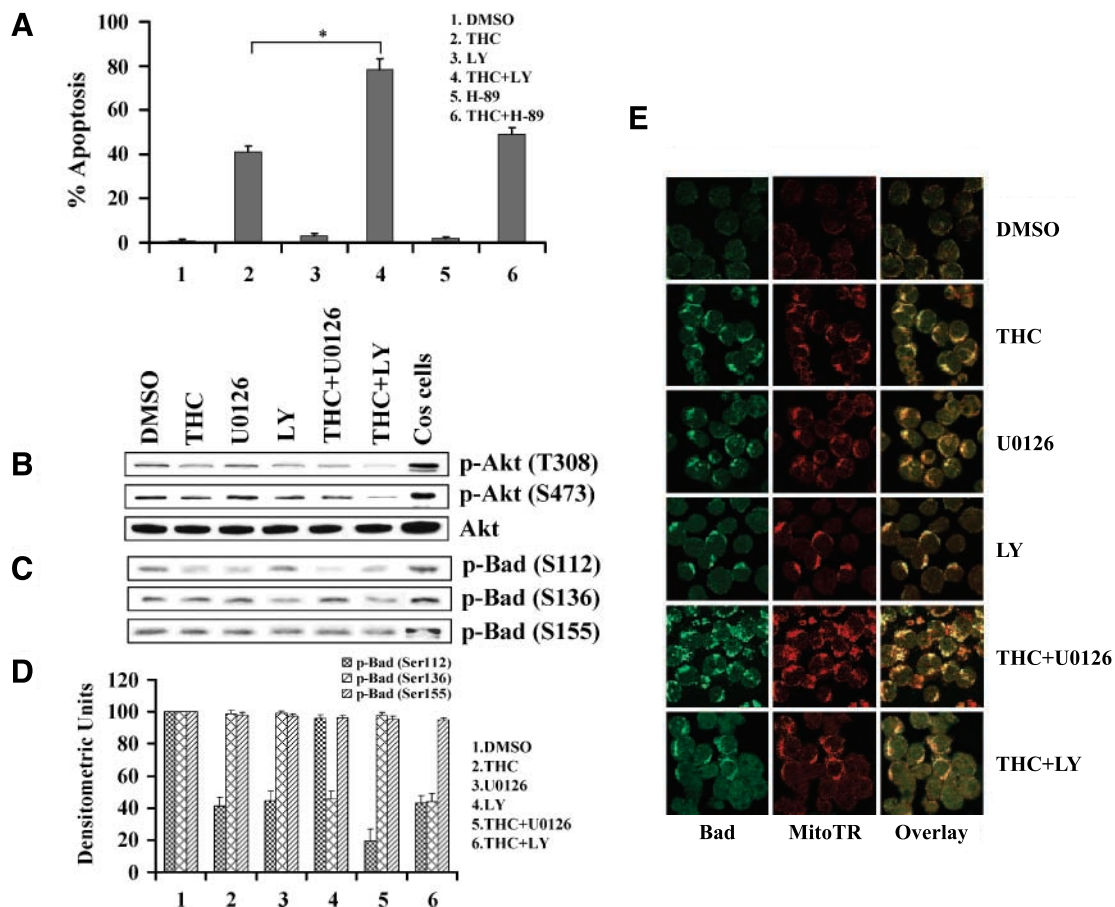 A
% Apoptosis
100
80
60
40
20
0
*
1. DMSO
2. THC
3. LY
4. THC+LY
5. H-89
6. THC+H-89
1 2 3 4 5 6
DMSO
THC
U0126
LY
THC+U0126
THC+LY
Cos cells
B
p-Akt (T308)
p-Akt (S473)
Akt
C
p-Bad (S112)
p-Bad (S136)
p-Bad (S155)
D
p-Bad (Ser112)
p-Bad (Ser136)
p-Bad (Ser155)
Densitometric Units
120
100
80
60
40
20
0
1.DMSO
2.THC
3.U0126
4.LY
5.THC+U0126
6.THC+LY
1 2 3 4 5 6
E
DMSO
THC
U0126
LY
THC+U0126
THC+LY
Bad MitoTR Overlay